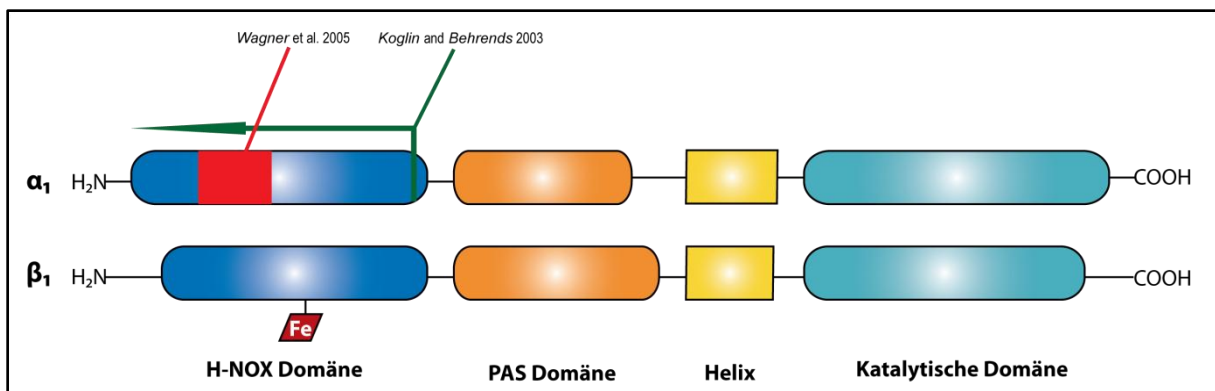 Wagner et al. 2005 Koglin and Behrends 2003
α₁ H₂N COOH
β₁ H₂N COOH
Fe
H-NOX Domäne PAS Domäne Helix Katalytische Domäne